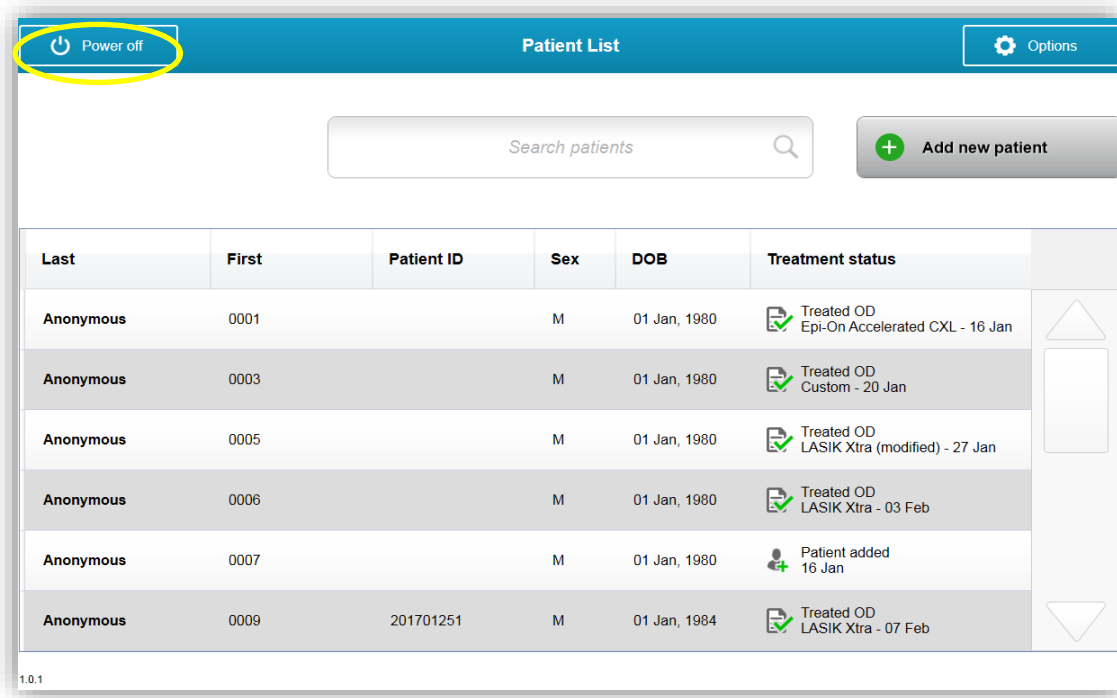 Power off
Patient List
Options
Search patients
Add new patient
Last First Patient ID Sex DOB Treatment status
Anonymous 0001 M 01 Jan, 1980 Treated OD
Epi-On Accelerated CXL - 16 Jan
Anonymous 0003 M 01 Jan, 1980 Treated OD
Custom - 20 Jan
Anonymous 0005 M 01 Jan, 1980 Treated OD
LASIK Xtra (modified) - 27 Jan
Anonymous 0006 M 01 Jan, 1980 Treated OD
LASIK Xtra - 03 Feb
Anonymous 0007 M 01 Jan, 1980 Patient added
16 Jan
Anonymous 0009 201701251 M 01 Jan, 1984 Treated OD
LASIK Xtra - 07 Feb
1.0.1